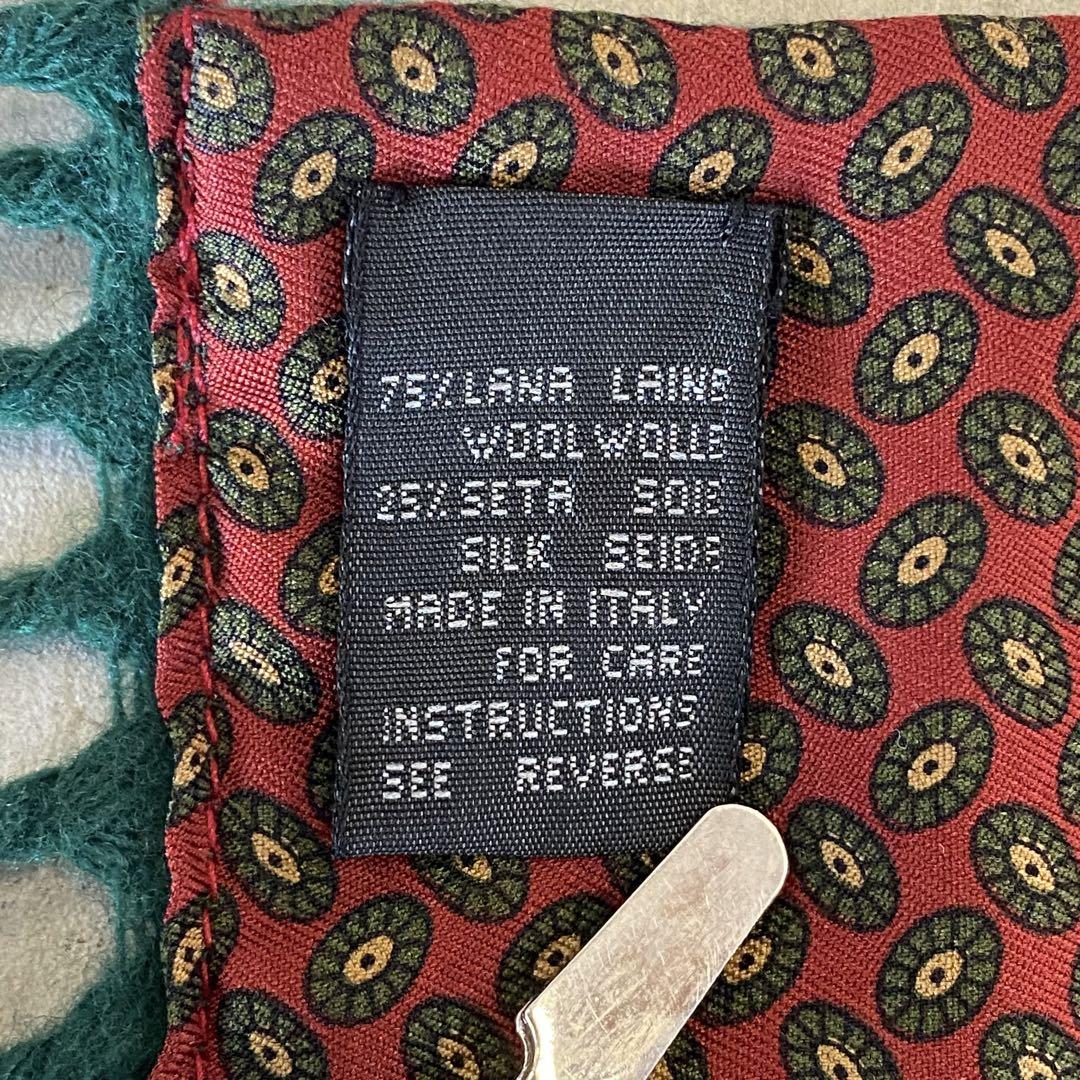 75% LANA LAINE
WOOL WOLLE
25% SETA SOIE
SILK SEIDE
MADE IN ITALY
FOR CARE
INSTRUCTIONS
SEE REVERSE